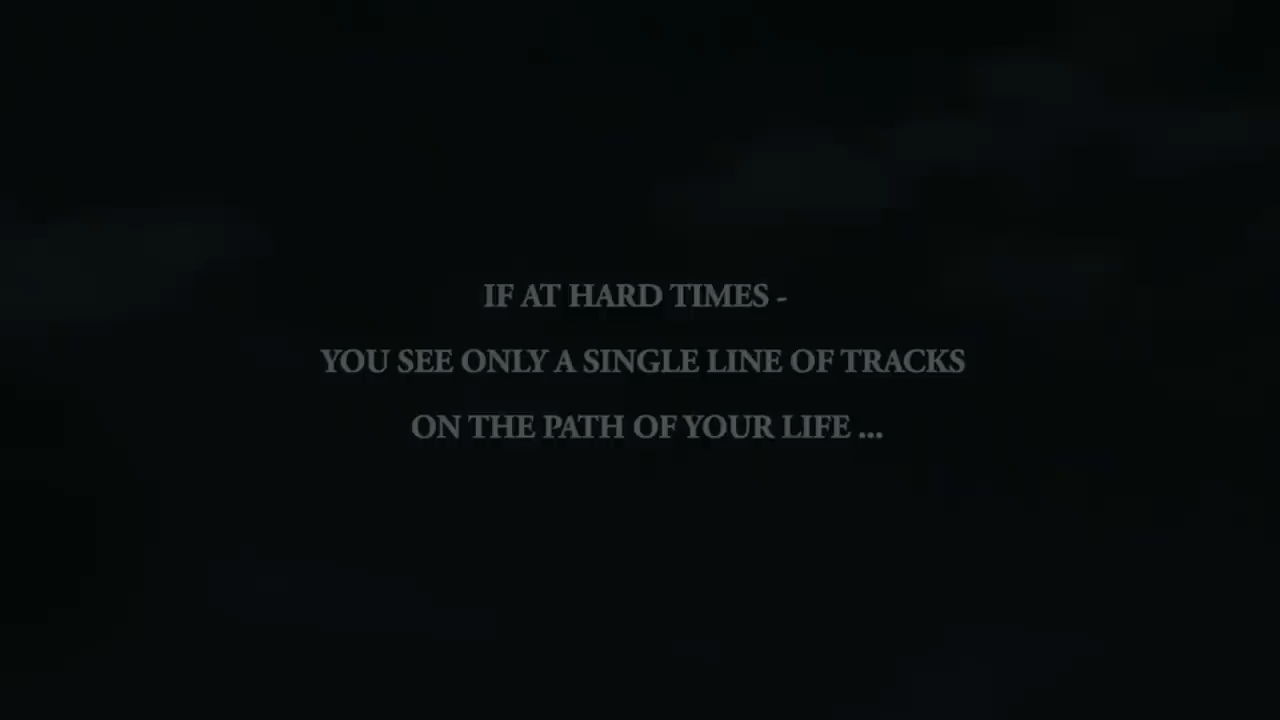 IF AT HARD TIMES -
YOU SEE ONLY A SINGLE LINE OF TRACKS
ON THE PATH OF YOUR LIFE ...